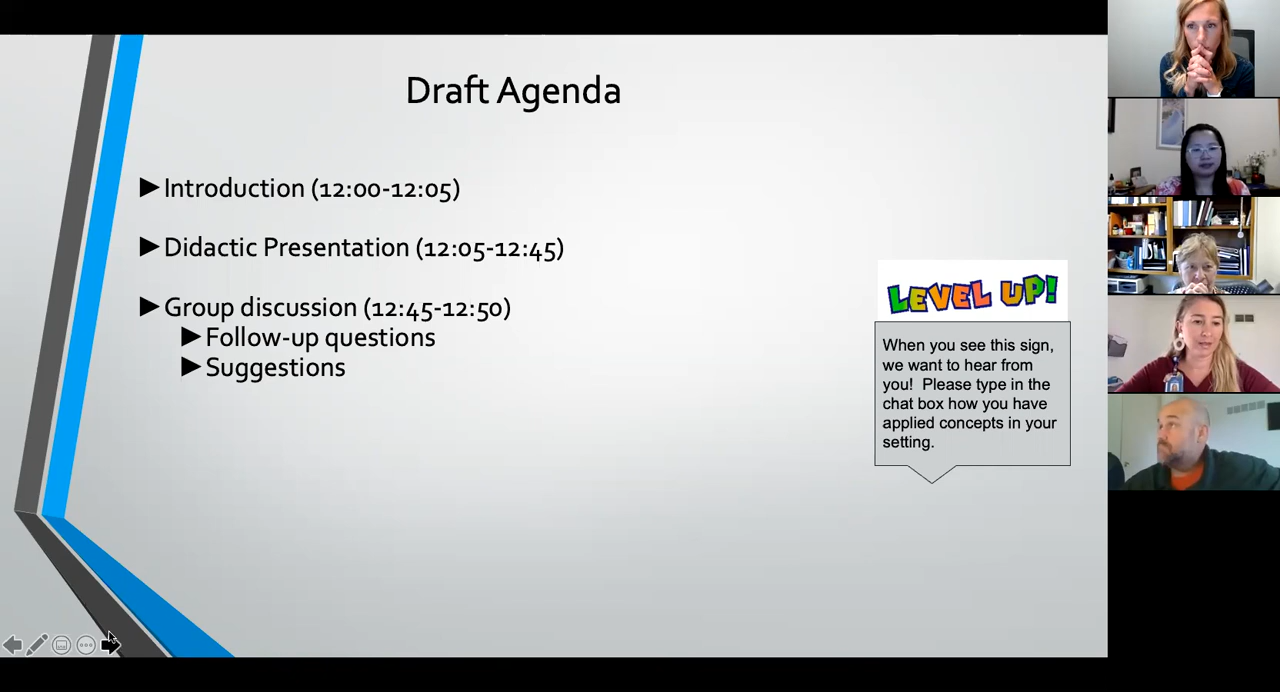 Draft Agenda
Introduction (12:00-12:05)
Didactic Presentation (12:05-12:45)
Group discussion (12:45-12:50)
Follow-up questions
Suggestions
LEVEL UP!
When you see this sign,
we want to hear from
you! Please type in the
chat box how you have
applied concepts in your
setting.